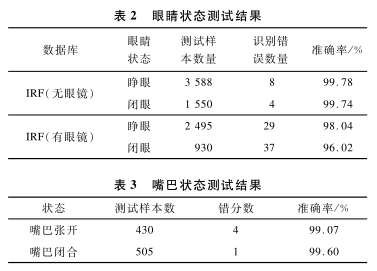 表 2 眼睛状态测试结果
数据库 眼睛状态 测试样本数量 识别错误数量 准确率/%
IRF(无眼镜) 睁眼 3 588 8 99.78
闭眼 1 550 4 99.74
IRF(有眼镜) 睁眼 2 495 29 98.04
闭眼 930 37 96.02
表 3 嘴巴状态测试结果
状态 测试样本数 错分数 准确率/%
嘴巴张开 430 4 99.07
嘴巴闭合 505 1 99.60